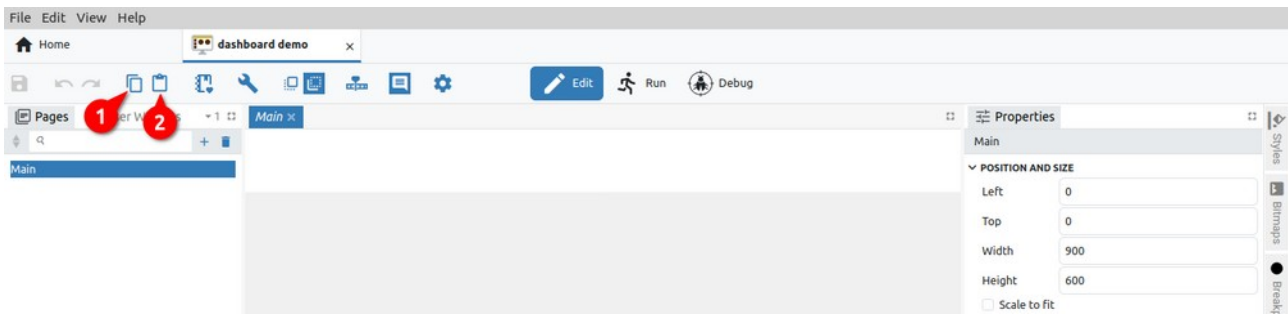 File Edit View Help
Home
dashboard demo
Edit Run Debug
1
2
Pages
1
Main
Properties
Main
Main
POSITION AND SIZE
Left 0
Top 0
Width 900
Height 600
Scale to fit
Styles
Bitmaps